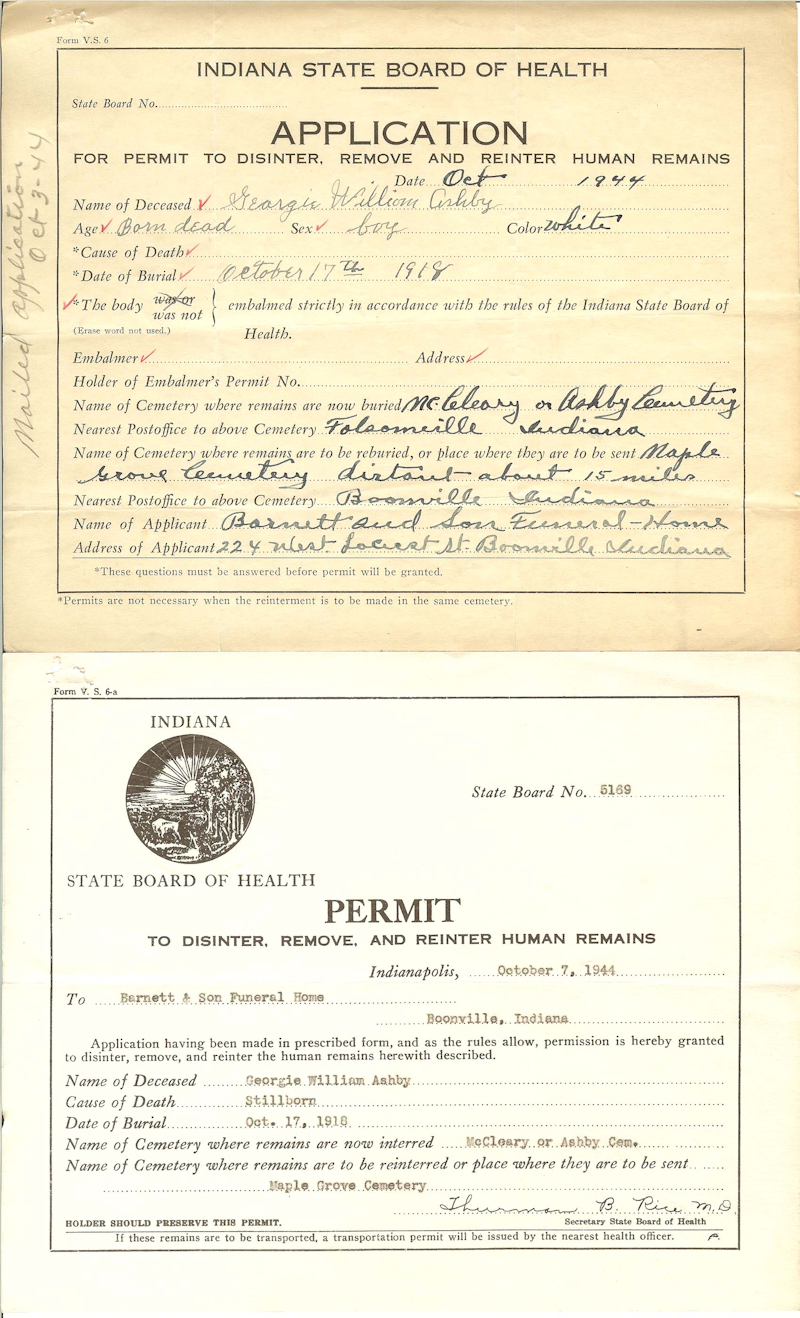 Form V.S. 6
INDIANA STATE BOARD OF HEALTH
State Board No.
APPLICATION
FOR PERMIT TO DISINTER, REMOVE AND REINTER HUMAN REMAINS
Date Oct 1944
Name of Deceased ✓ Georgie William Ashby
Age ✓ Born dead Sex ✓ boy Color white
*Cause of Death ✓
*Date of Burial ✓ October 17th 1918
✓ *The body was or
was not } embalmed strictly in accordance with the rules of the Indiana State Board of
(Erase word not used.) Health.
Embalmer ✓ Address ✓
Holder of Embalmer's Permit No.
Name of Cemetery where remains are now buried McCleary or Ashby Cemetery
Nearest Postoffice to above Cemetery Folsomville Indiana
Name of Cemetery where remains are to be reburied, or place where they are to be sent Maple
Grove Cemetery distant about 15 miles
Nearest Postoffice to above Cemetery Boonville Indiana
Name of Applicant Barnett and Son Funeral-Home
Address of Applicant 224 West Locust St. Boonville Indiana
*These questions must be answered before permit will be granted.
*Permits are not necessary when the reinterment is to be made in the same cemetery.
Mailed application
Oct 3-44
Form V. S. 6-a
INDIANA
State Board No. 5169
STATE BOARD OF HEALTH
PERMIT
TO DISINTER, REMOVE, AND REINTER HUMAN REMAINS
Indianapolis, October 7, 1944
To Barnett & Son Funeral Home
Boonville, Indiana
Application having been made in prescribed form, and as the rules allow, permission is hereby granted
to disinter, remove, and reinter the human remains herewith described.
Name of Deceased Georgie William Ashby
Cause of Death Stillborn
Date of Burial Oct. 17, 1918
Name of Cemetery where remains are now interred McCleary or Ashby Cem.
Name of Cemetery where remains are to be reinterred or place where they are to be sent
Maple Grove Cemetery
Thurman B. Rice M.D.
HOLDER SHOULD PRESERVE THIS PERMIT. Secretary State Board of Health
If these remains are to be transported, a transportation permit will be issued by the nearest health officer.